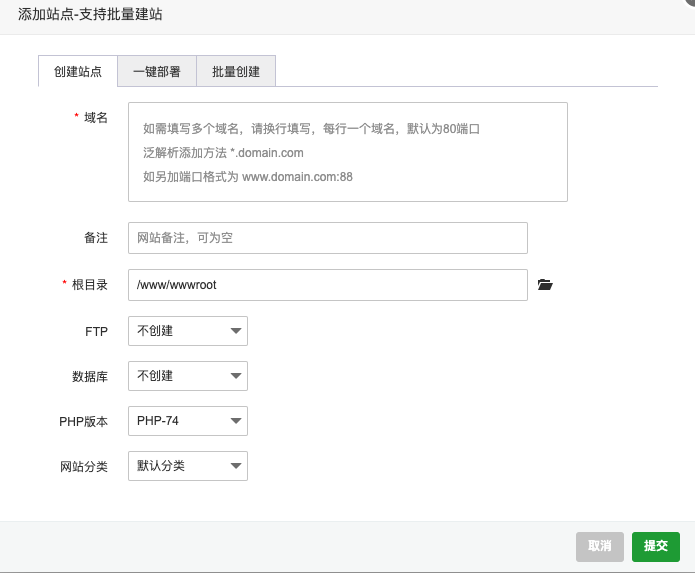 添加站点-支持批量建站
创建站点 一键部署 批量创建
* 域名
如需填写多个域名，请换行填写，每行一个域名，默认为80端口
泛解析添加方法 *.domain.com
如另加端口格式为 www.domain.com:88
备注 网站备注，可为空
* 根目录 /www/wwwroot
FTP 不创建
数据库 不创建
PHP版本 PHP-74
网站分类 默认分类
取消 提交